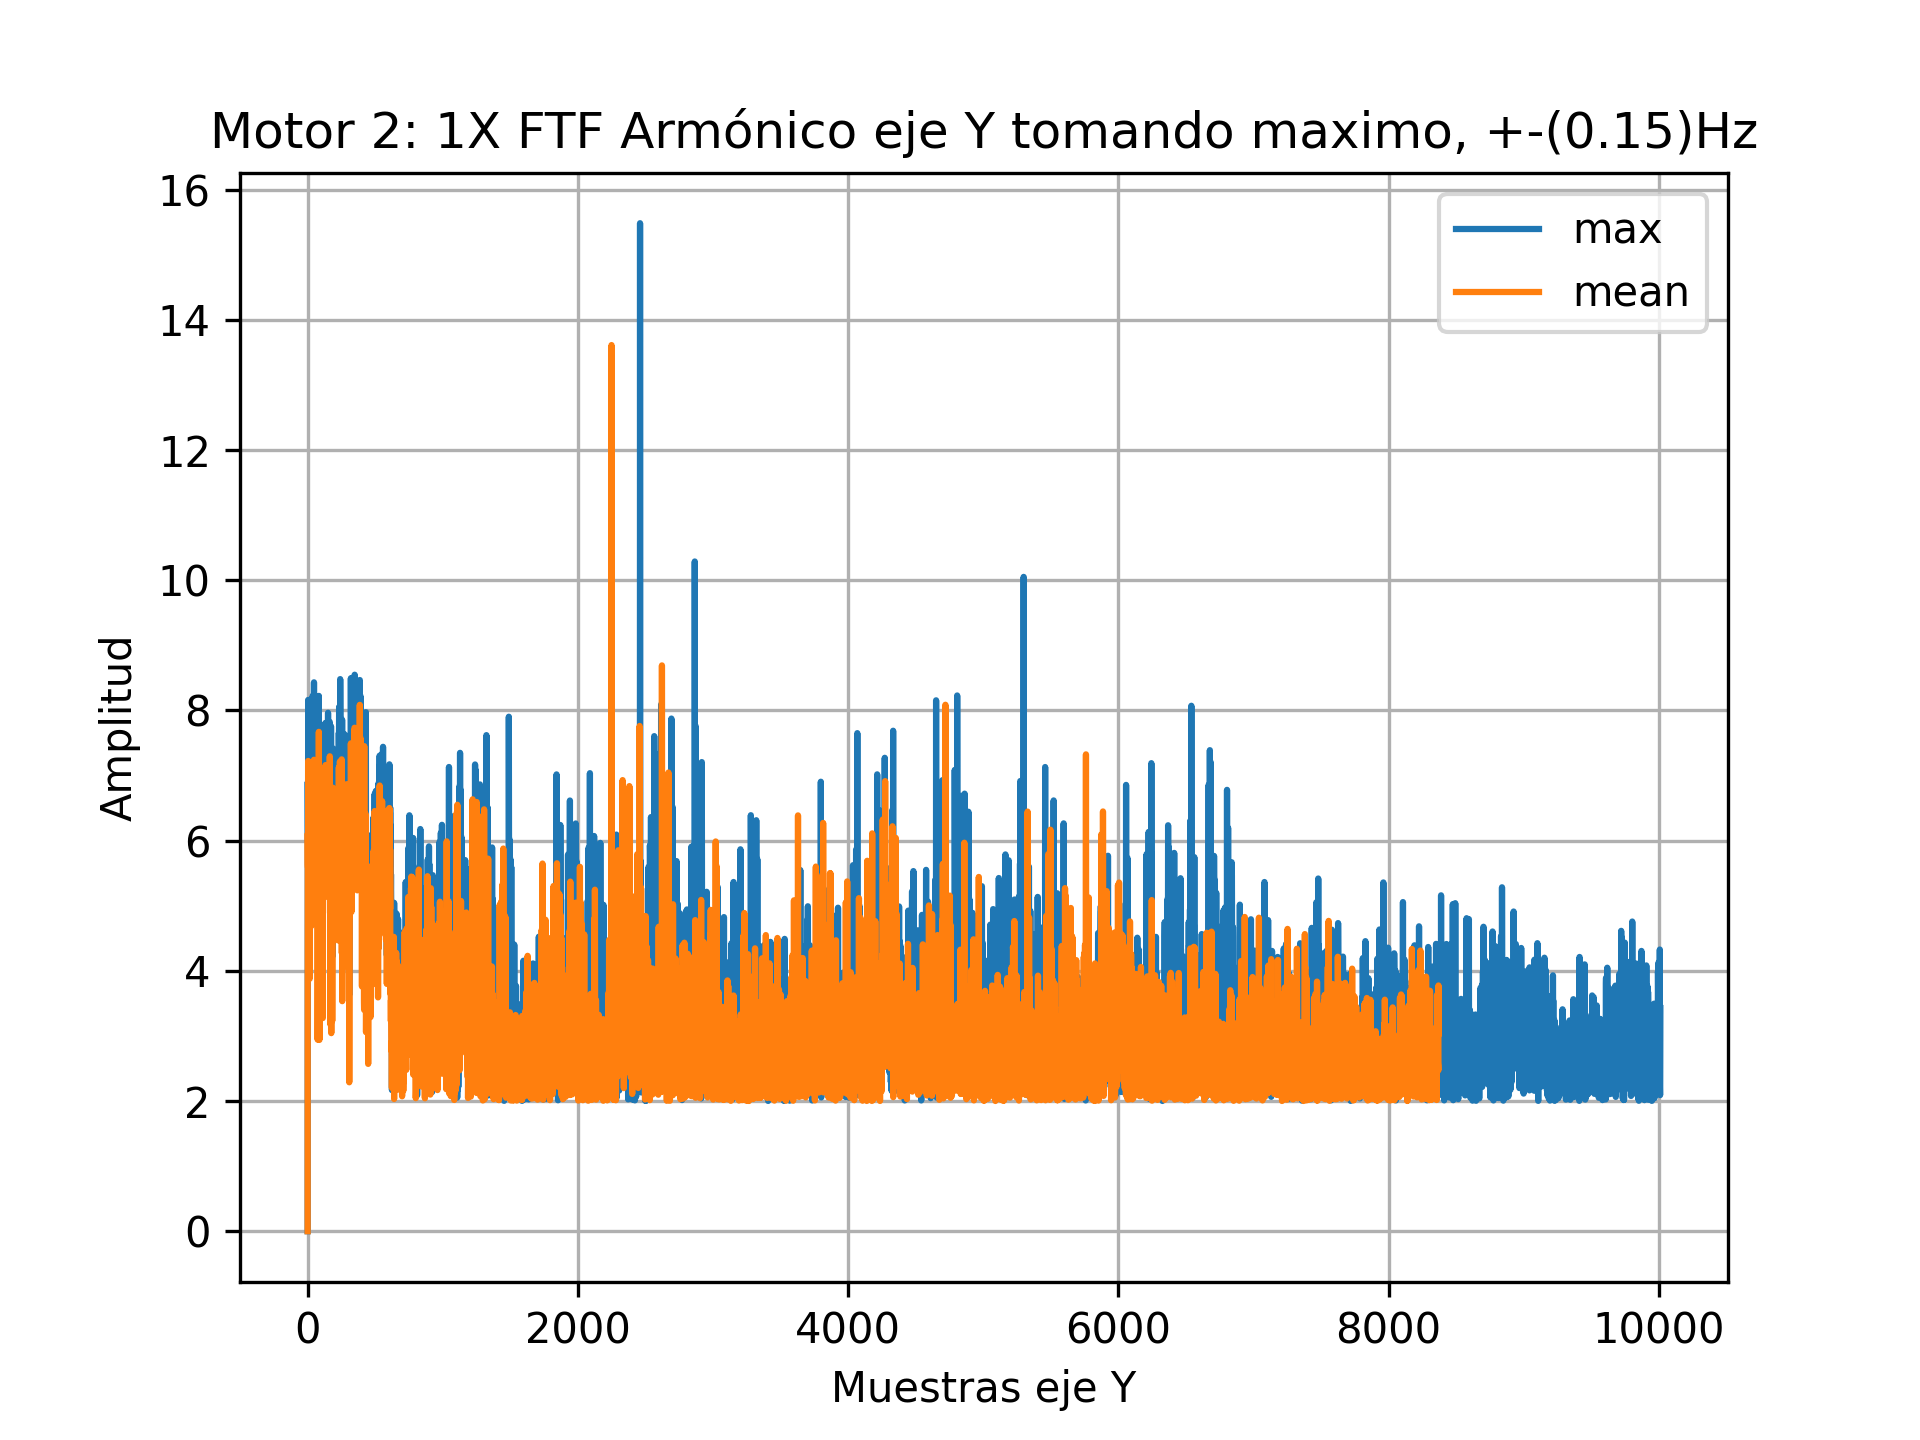 Motor 2: 1X FTF Armónico eje Y tomando maximo, +-(0.15)Hz
max
mean
Amplitud
16
14
12
10
8
6
4
2
0
0 2000 4000 6000 8000 10000
Muestras eje Y